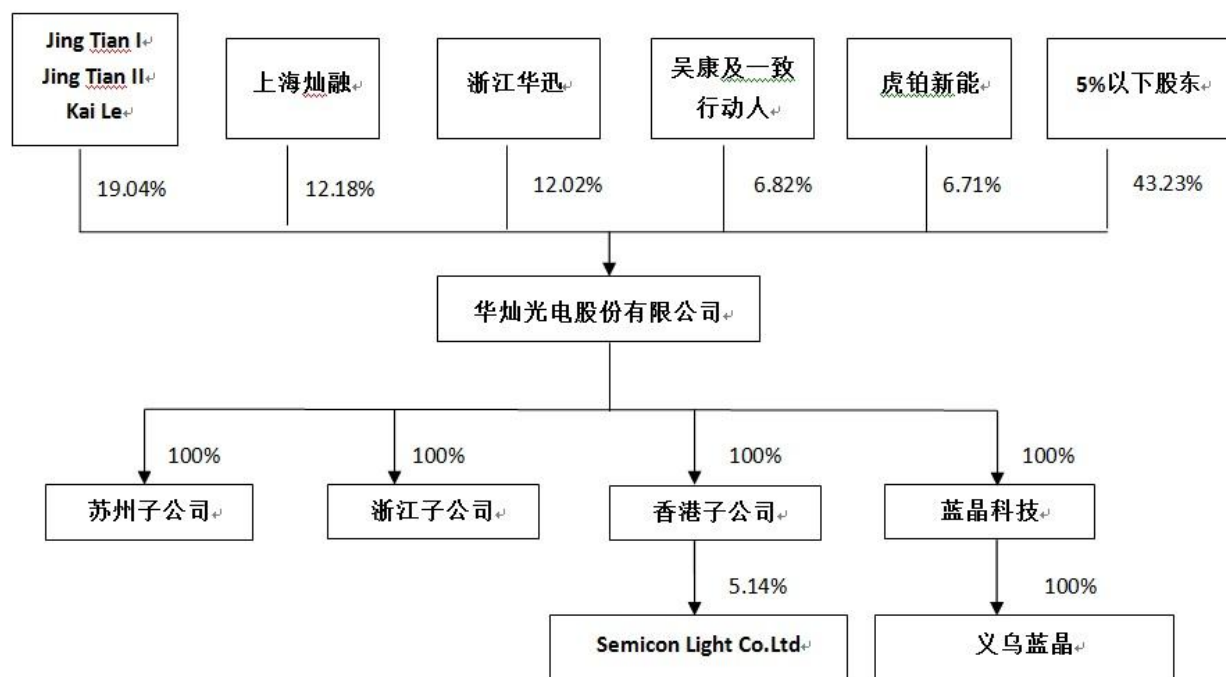 Jing Tian I
Jing Tian II
Kai Le
上海灿融
浙江华迅
吴康及一致
行动人
虎铂新能
5%以下股东
19.04%
12.18%
12.02%
6.82%
6.71%
43.23%
华灿光电股份有限公司
100%
100%
100%
100%
苏州子公司
浙江子公司
香港子公司
蓝晶科技
5.14%
100%
Semicon Light Co.Ltd
义乌蓝晶